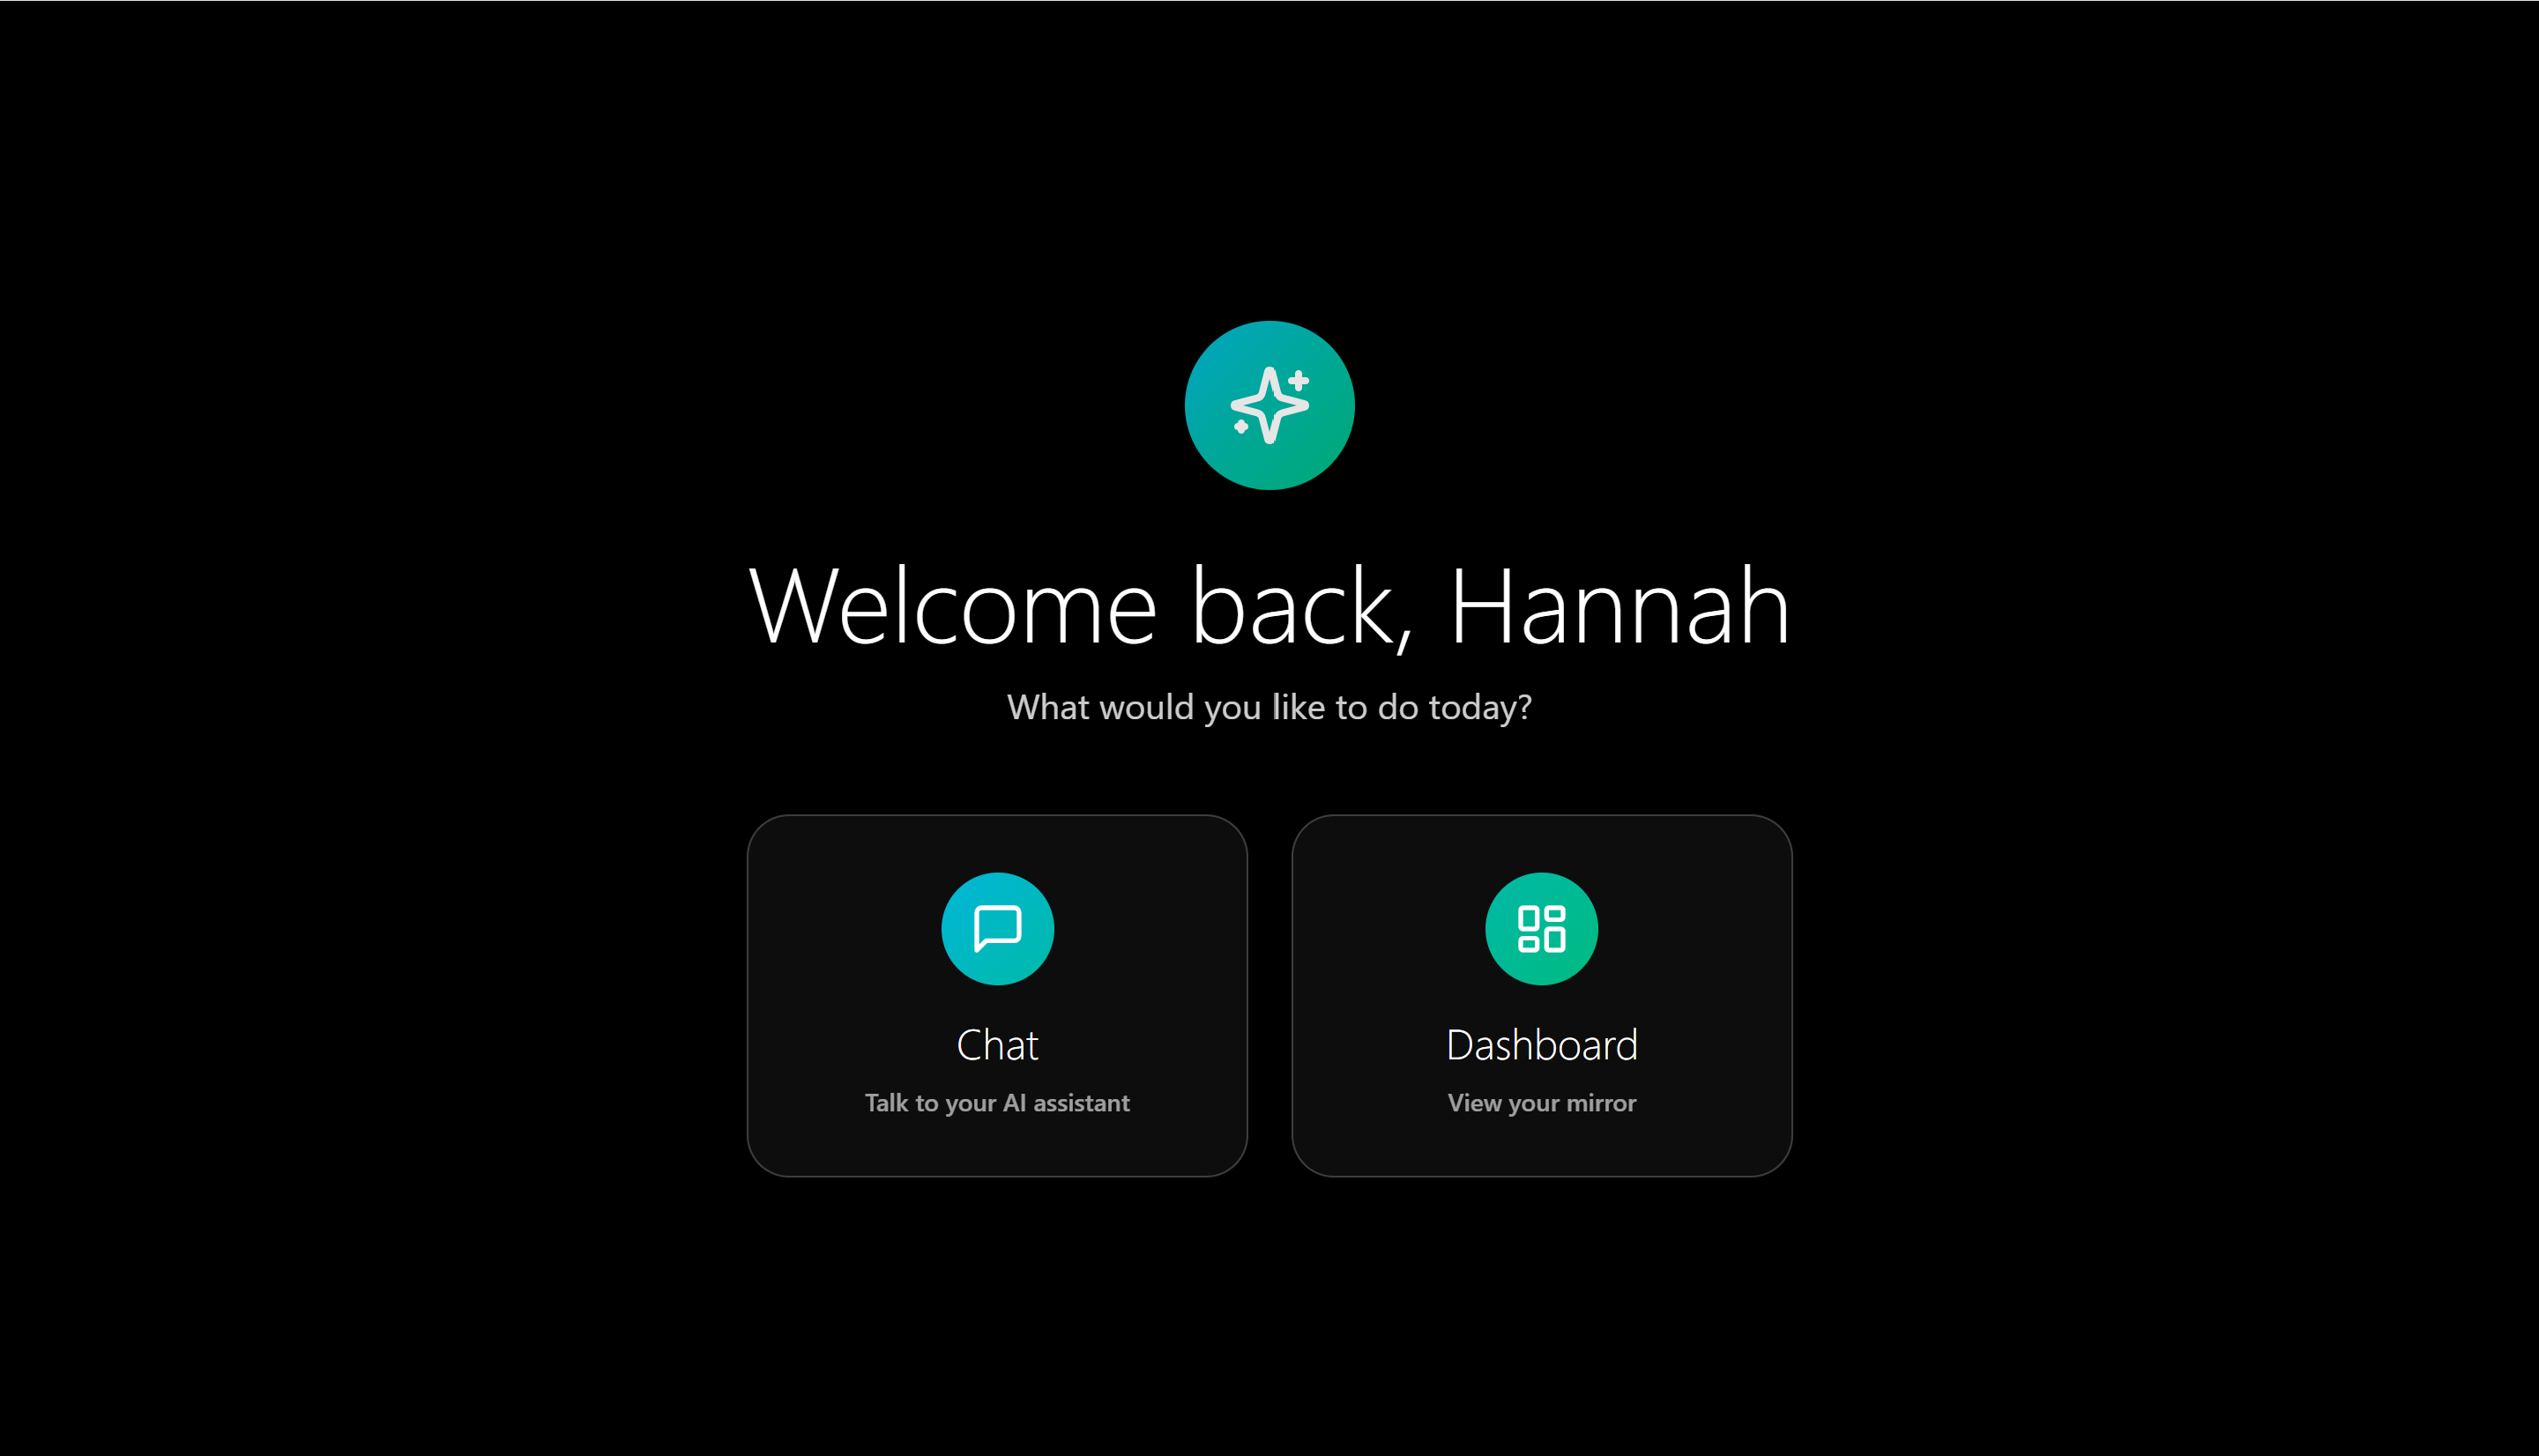 Welcome back, Hannah
What would you like to do today?
Chat
Talk to your AI assistant
Dashboard
View your mirror